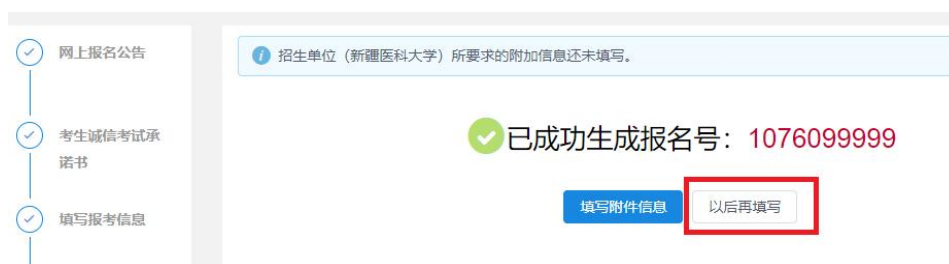 网上报名公告
考生诚信考试承
诺书
填写报考信息
招生单位（新疆医科大学）所要求的附加信息还未填写。
已成功生成报名号：1076099999
填写附件信息
以后再填写